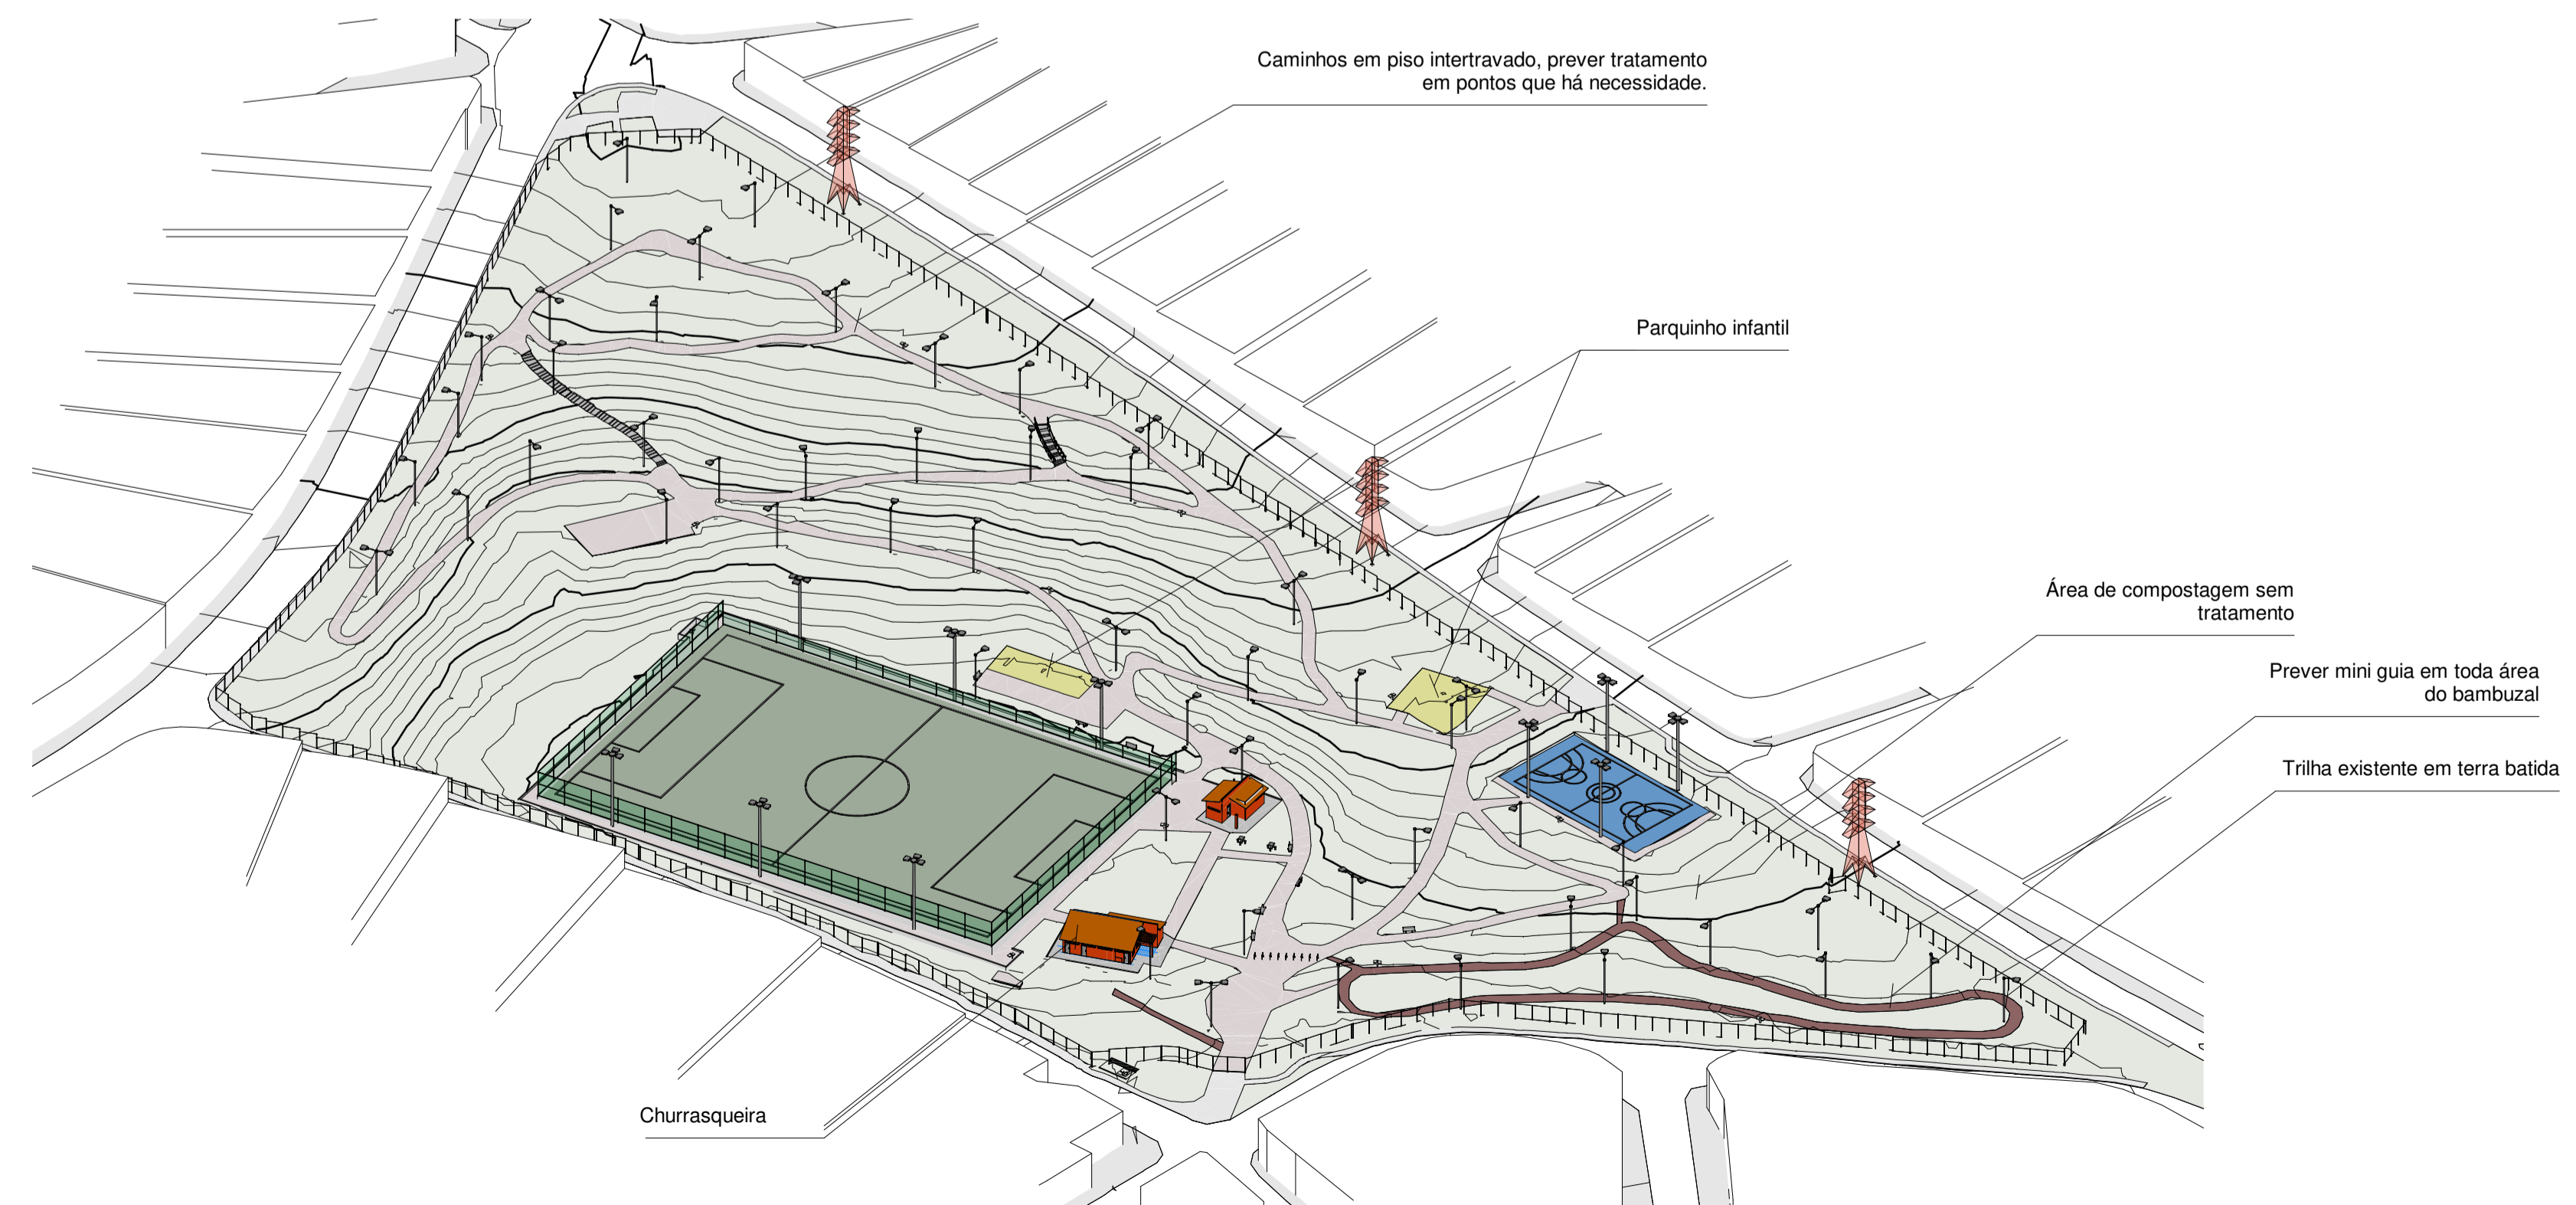 Caminhos em piso intertravado, prever tratamento
em pontos que há necessidade.
Parquinho infantil
Área de compostagem sem
tratamento
Prever mini guia em toda área
do bambuzal
Trilha existente em terra batida
Churrasqueira